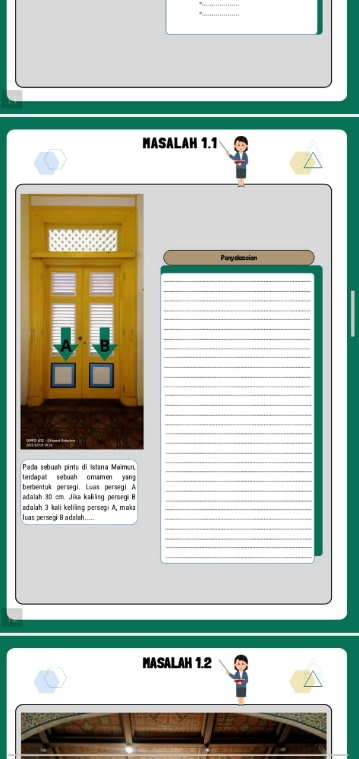 "....................
"....................
MASALAH 1.1
A B
Penyelesaian
Pada sebuah pintu di Istana Maimun,
terdapat sebuah ornamen yang
berbentuk persegi. Luas persegi A
adalah 30 cm. Jika kaliling persegi B
adalah 3 kali keliling persegi A, maka
luas persegi B adalah.....
MASALAH 1.2